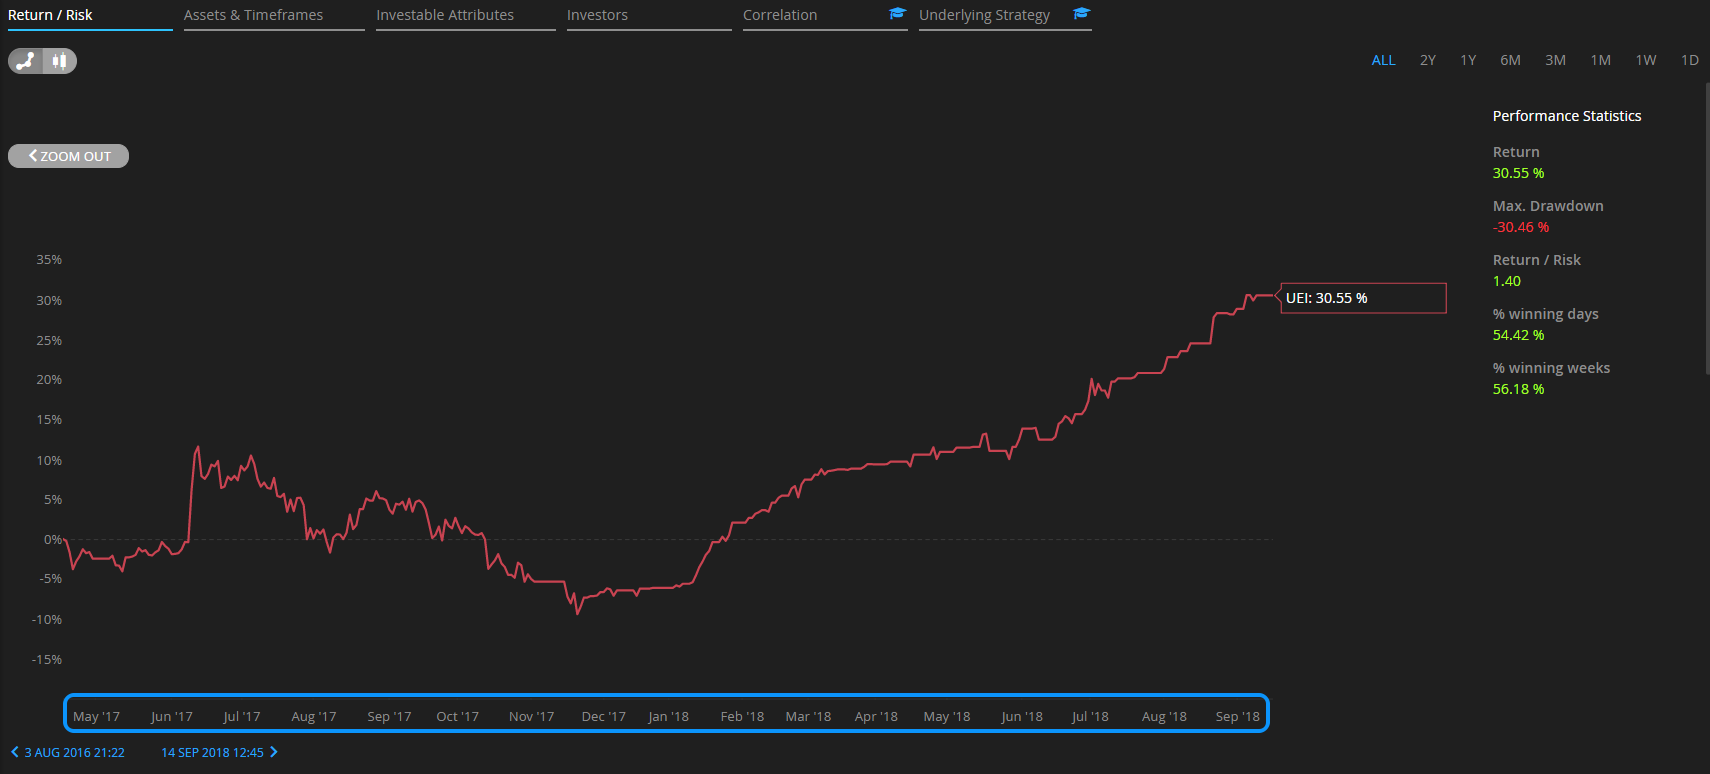 Return / Risk Assets & Timeframes Investable Attributes Investors Correlation Underlying Strategy
ALL 2Y 1Y 6M 3M 1M 1W 1D
Performance Statistics
ZOOM OUT
Return
30.55 %
Max. Drawdown
-30.46 %
Return / Risk
1.40
% winning days
54.42 %
% winning weeks
56.18 %
35%
30%
25%
20%
15%
10%
5%
0%
-5%
-10%
-15%
UEI: 30.55 %
May '17 Jun '17 Jul '17 Aug '17 Sep '17 Oct '17 Nov '17 Dec '17 Jan '18 Feb '18 Mar '18 Apr '18 May '18 Jun '18 Jul '18 Aug '18 Sep '18
3 AUG 2016 21:22 14 SEP 2018 12:45